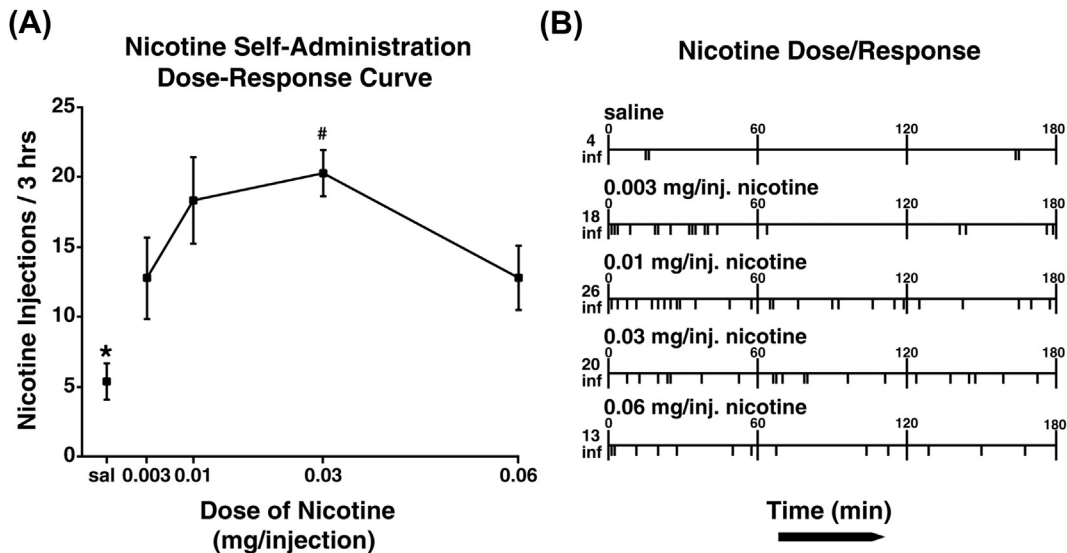 (A)
Nicotine Self-Administration
Dose-Response Curve
Nicotine Injections / 3 hrs
25
20
15
10
5
0
*
#
sal 0.003 0.01 0.03 0.06
Dose of Nicotine
(mg/injection)
(B)
Nicotine Dose/Response
saline
0 60 120 180
4
inf
0.003 mg/inj. nicotine
0 60 120 180
18
inf
0.01 mg/inj. nicotine
0 60 120 180
26
inf
0.03 mg/inj. nicotine
0 60 120 180
20
inf
0.06 mg/inj. nicotine
0 60 120 180
13
inf
Time (min)